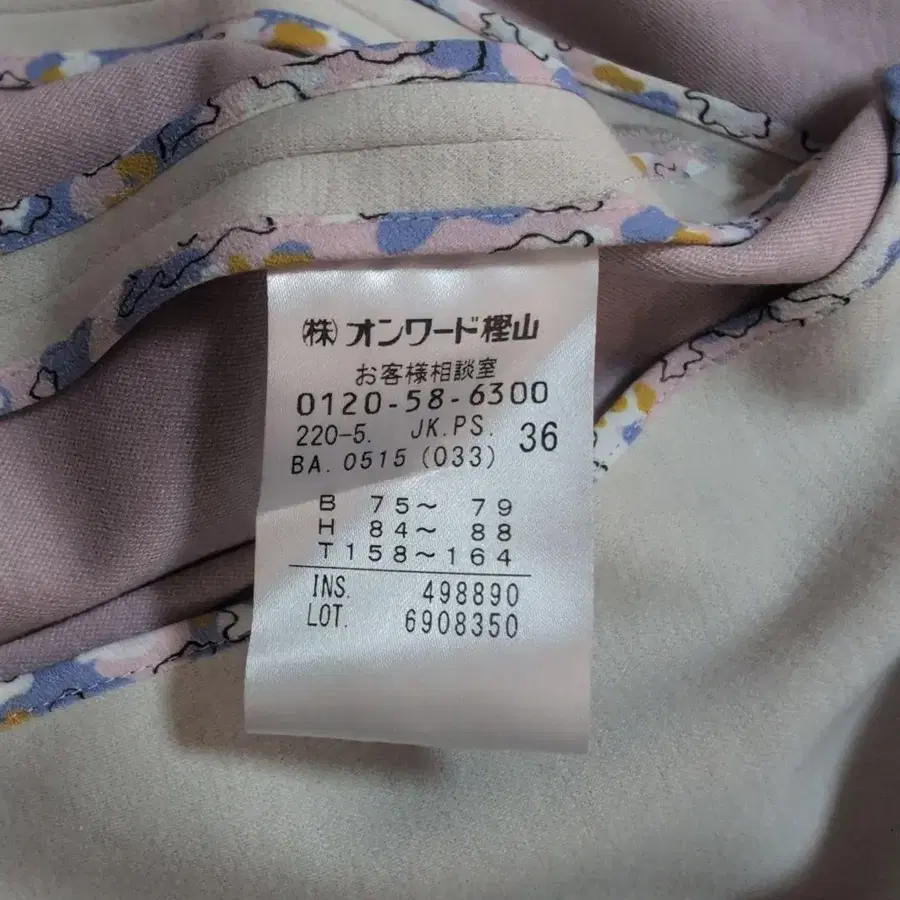 ㈱オンワード樫山
お客様相談室
0120-58-6300
220-5. JK.PS. 36
BA. 0515 (033)
B 75～ 79
H 84～ 88
T 158～164
INS. 498890
LOT. 6908350